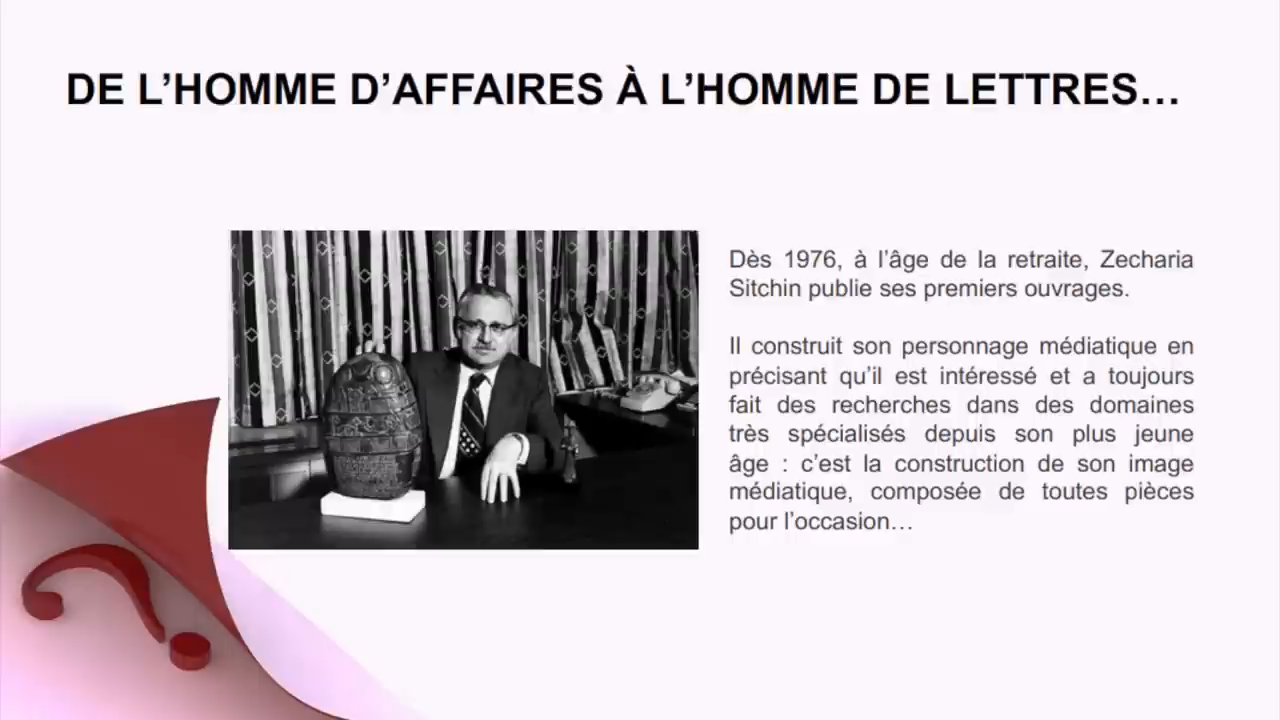 DE L’HOMME D’AFFAIRES À L’HOMME DE LETTRES…
Dès 1976, à l’âge de la retraite, Zecharia
Sitchin publie ses premiers ouvrages.
Il construit son personnage médiatique en
précisant qu’il est intéressé et a toujours
fait des recherches dans des domaines
très spécialisés depuis son plus jeune
âge : c’est la construction de son image
médiatique, composée de toutes pièces
pour l’occasion…
?